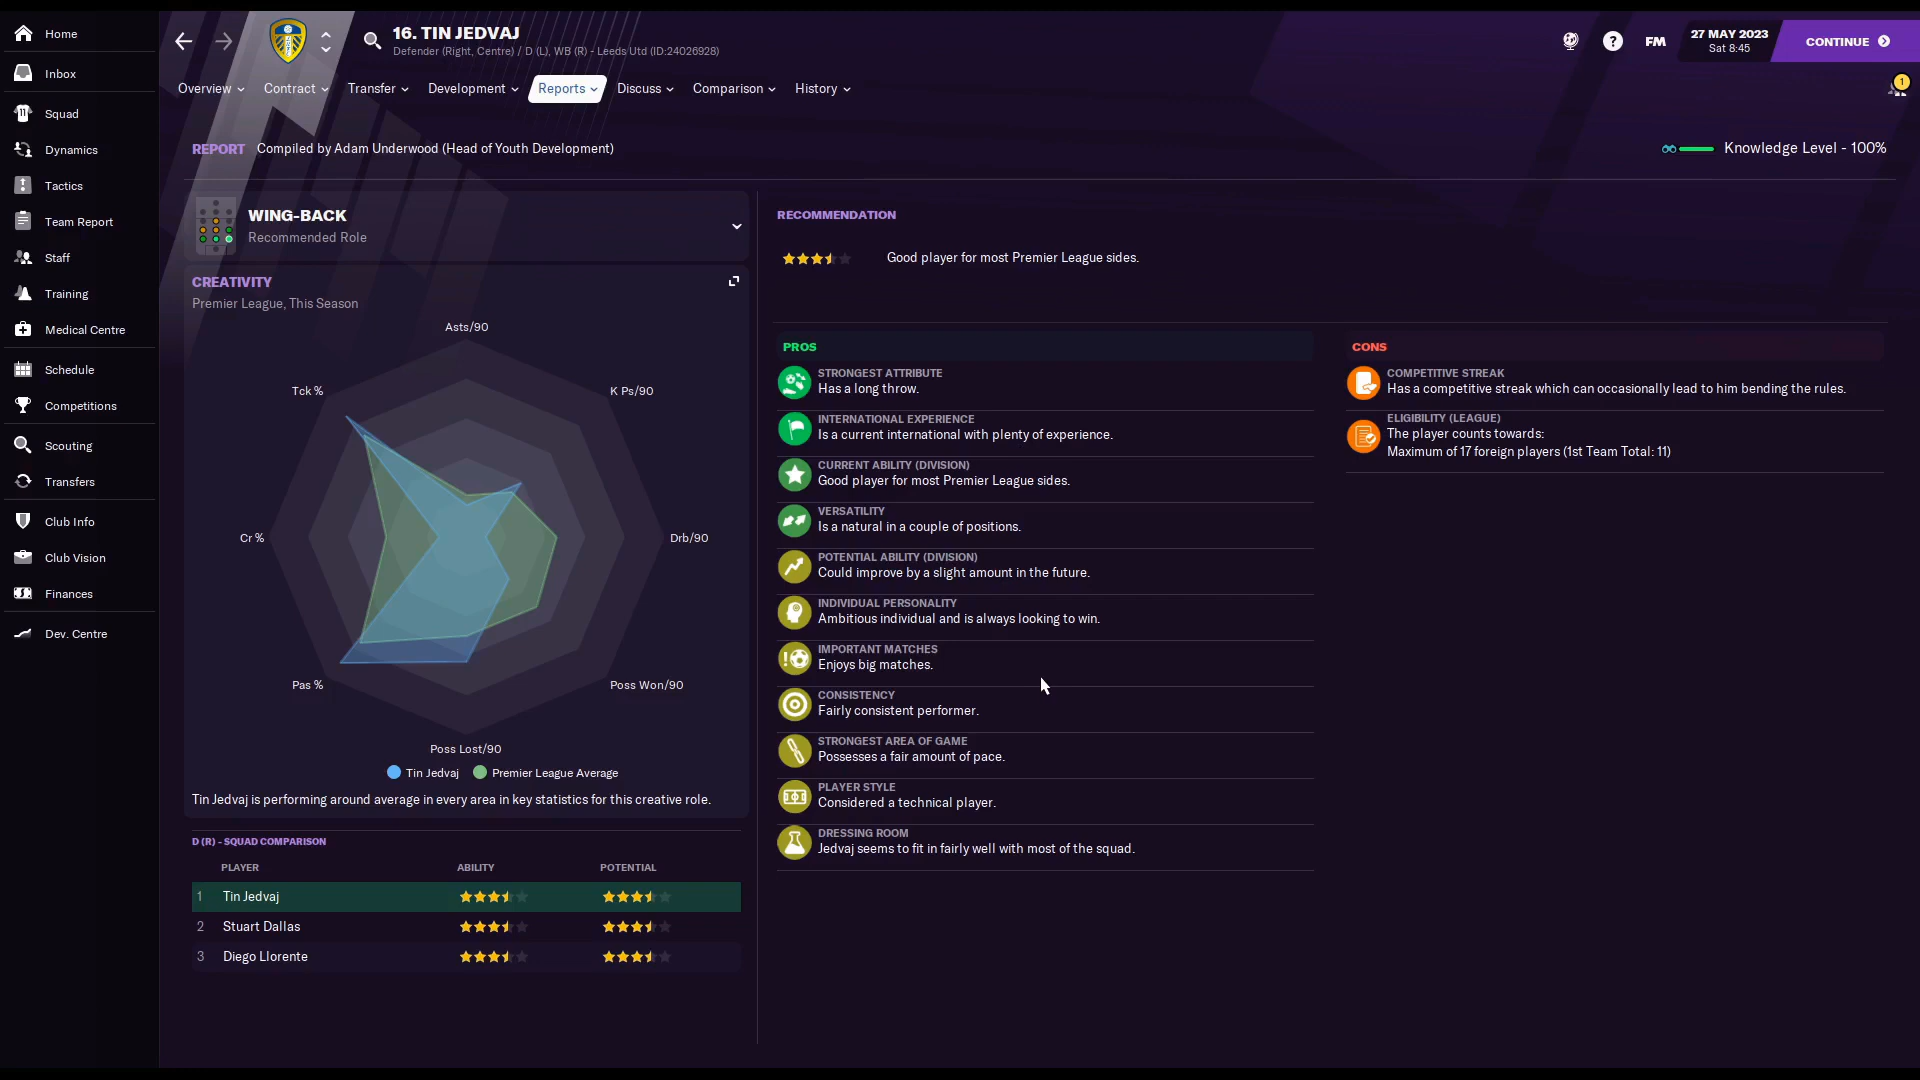 Home
Inbox
Squad
Dynamics
Tactics
Team Report
Staff
Training
Medical Centre
Schedule
Competitions
Scouting
Transfers
Club Info
Club Vision
Finances
Dev. Centre
16. TIN JEDVAJ
Defender (Right, Centre) / D (L), WB (R) - Leeds Utd (ID:24026928)
FM
27 MAY 2023
Sat 8:45
CONTINUE
Overview Contract Transfer Development Reports Discuss Comparison History
1
REPORT Compiled by Adam Underwood (Head of Youth Development)
Knowledge Level - 100%
WING-BACK
Recommended Role
CREATIVITY
Premier League, This Season
Asts/90
K Ps/90
Drb/90
Poss Won/90
Poss Lost/90
Pas %
Cr %
Tck %
Tin Jedvaj Premier League Average
Tin Jedvaj is performing around average in every area in key statistics for this creative role.
D (R) - SQUAD COMPARISON
PLAYER ABILITY POTENTIAL
1 Tin Jedvaj
2 Stuart Dallas
3 Diego Llorente
RECOMMENDATION
Good player for most Premier League sides.
PROS
STRONGEST ATTRIBUTE
Has a long throw.
INTERNATIONAL EXPERIENCE
Is a current international with plenty of experience.
CURRENT ABILITY (DIVISION)
Good player for most Premier League sides.
VERSATILITY
Is a natural in a couple of positions.
POTENTIAL ABILITY (DIVISION)
Could improve by a slight amount in the future.
INDIVIDUAL PERSONALITY
Ambitious individual and is always looking to win.
IMPORTANT MATCHES
Enjoys big matches.
CONSISTENCY
Fairly consistent performer.
STRONGEST AREA OF GAME
Possesses a fair amount of pace.
PLAYER STYLE
Considered a technical player.
DRESSING ROOM
Jedvaj seems to fit in fairly well with most of the squad.
CONS
COMPETITIVE STREAK
Has a competitive streak which can occasionally lead to him bending the rules.
ELIGIBILITY (LEAGUE)
The player counts towards:
Maximum of 17 foreign players (1st Team Total: 11)